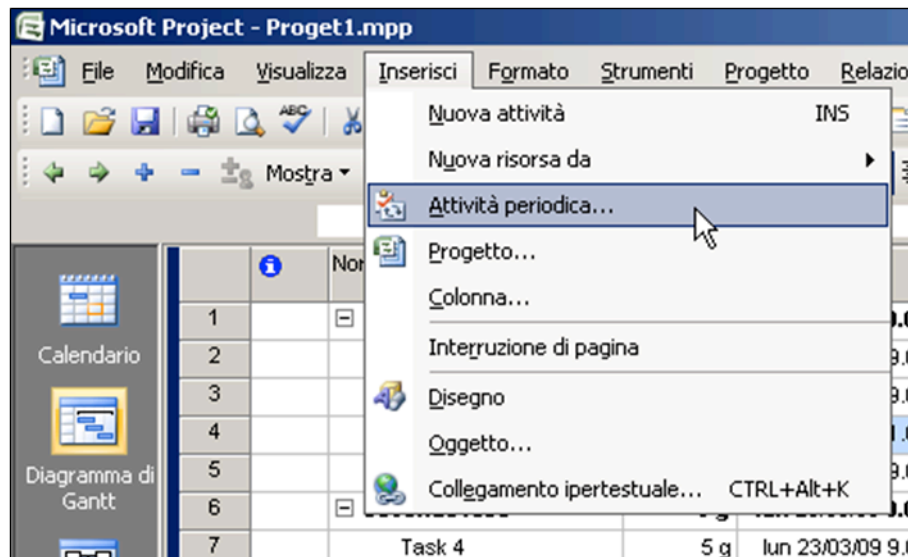 Microsoft Project - Proget1.mpp
File Modifica Visualizza Inserisci Formato Strumenti Progetto
Nuova attività INS
Nuova risorsa da
Mostra
Attività periodica...
Progetto...
Colonna...
1
Calendario
2
Interruzione di pagina
3
Disegno
4
Oggetto...
Diagramma di
Gantt
5
Collegamento ipertestuale... CTRL+Alt+K
6
7 Task 4 5 g lun 23/03/09 9.0